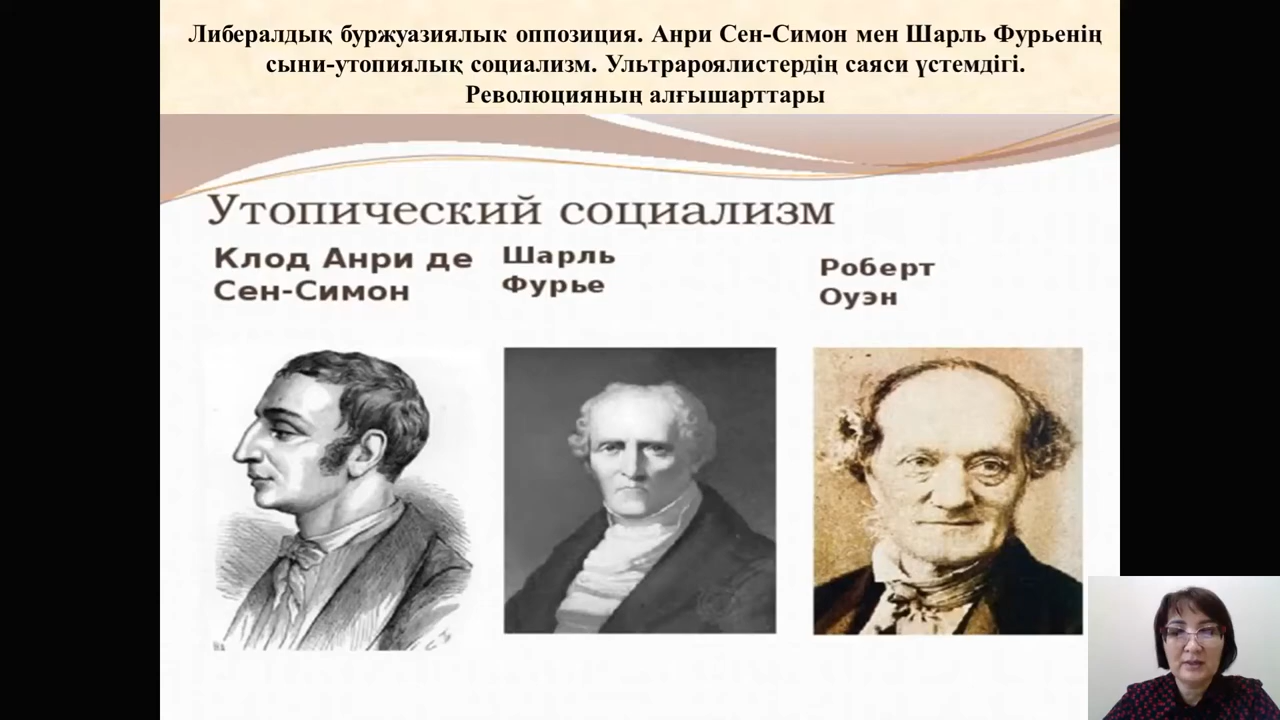 Либералдық буржуазиялык оппозиция. Анри Сен-Симон мен Шарль Фурьенің
сыни-утопиялық социализм. Ультрароялистердің саяси үстемдігі.
Революцияның алғышарттары
Утопический социализм
Клод Анри де
Сен-Симон
Шарль
Фурье
Роберт
Оуэн